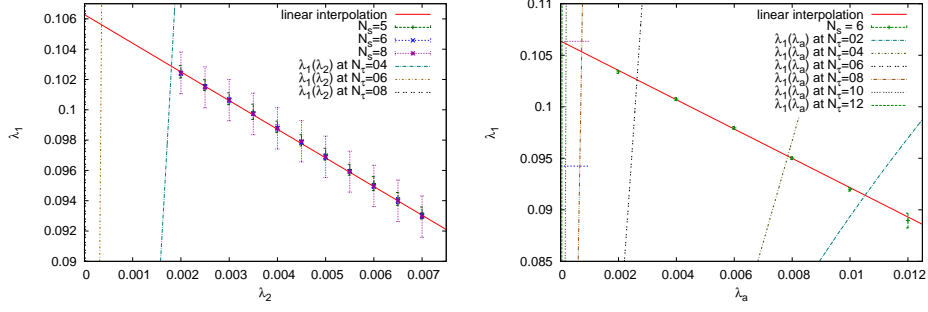 0.106
0.104
0.102
0.1
0.098
0.096
0.094
0.092
0.09
λ1
0 0.001 0.002 0.003 0.004 0.005 0.006 0.007
λ2
linear interpolation
Ns=5
Ns=6
Ns=8
λ1(λ2) at Nτ=04
λ1(λ2) at Nτ=06
λ1(λ2) at Nτ=08
0.11
0.105
0.1
0.095
0.09
0.085
λ1
0 0.002 0.004 0.006 0.008 0.01 0.012
λa
linear interpolation
Ns = 6
λ1(λa) at Nτ=02
λ1(λa) at Nτ=04
λ1(λa) at Nτ=06
λ1(λa) at Nτ=08
λ1(λa) at Nτ=10
λ1(λa) at Nτ=12